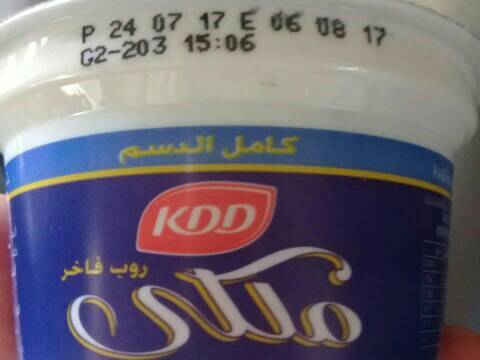 P 24 07 17 E 06 08 17
G2-203 15:06
كامل الدسم
KDD
روب فاخر
ملكي